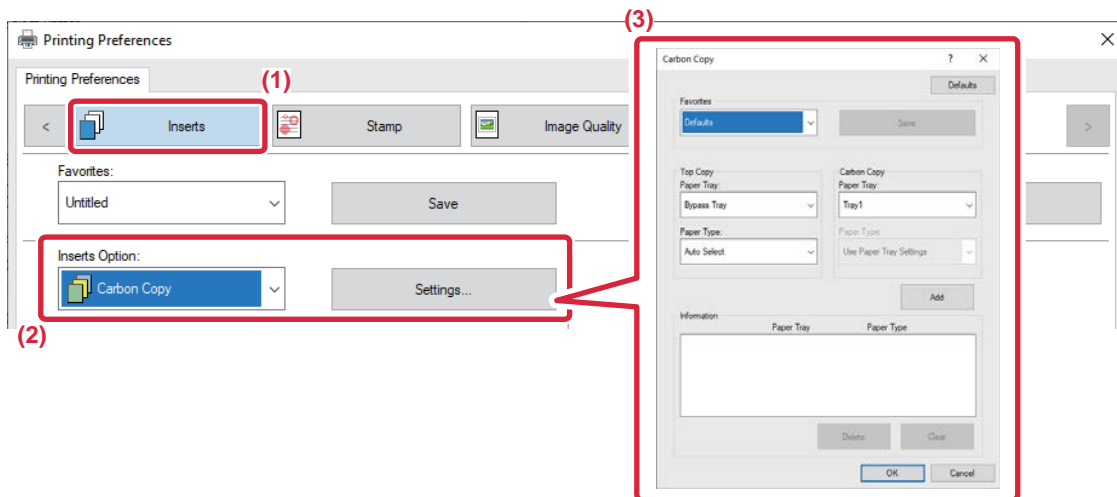 (3)
Printing Preferences
Printing Preferences
(1)
<
Inserts
Stamp
Image Quality
>
Favorites:
Untitled
Save
Inserts Option:
Carbon Copy
Settings...
(2)
Carbon Copy
?
Defaults
Favorites
Defaults
Save
Top Copy
Paper Tray:
Bypass Tray
Paper Type:
Auto Select
Carbon Copy
Paper Tray:
Tray1
Paper Type:
Use Paper Tray Settings
Add
Information
Paper Tray Paper Type
Delete Clear
OK Cancel